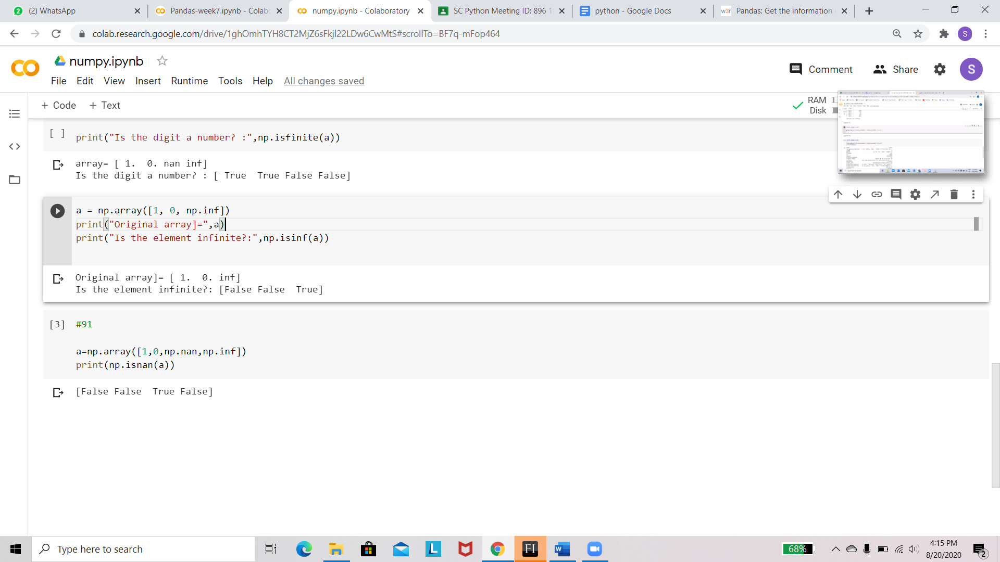 (2) WhatsApp
Pandas-week7.ipynb - Colab
numpy.ipynb - Colaboratory
SC Python Meeting ID: 896 1
python - Google Docs
w3r Pandas: Get the information
colab.research.google.com/drive/1ghOmhTYH8CT2MjZ6sFkjl22LDw6CwMtS#scrollTo=BF7q-mFop464
S
numpy.ipynb
Comment
Share
S
File Edit View Insert Runtime Tools Help All changes saved
+ Code + Text
RAM
Disk
[ ] print("Is the digit a number? :",np.isfinite(a))
array= [ 1.  0. nan inf]
Is the digit a number? : [ True  True False False]
a = np.array([1, 0, np.inf])
print("Original array]=",a)
print("Is the element infinite?:",np.isinf(a))
Original array]= [ 1.  0. inf]
Is the element infinite?: [False False  True]
[3] #91
a=np.array([1,0,np.nan,np.inf])
print(np.isnan(a))
[False False  True False]
Type here to search
68%
4:15 PM
8/20/2020
2